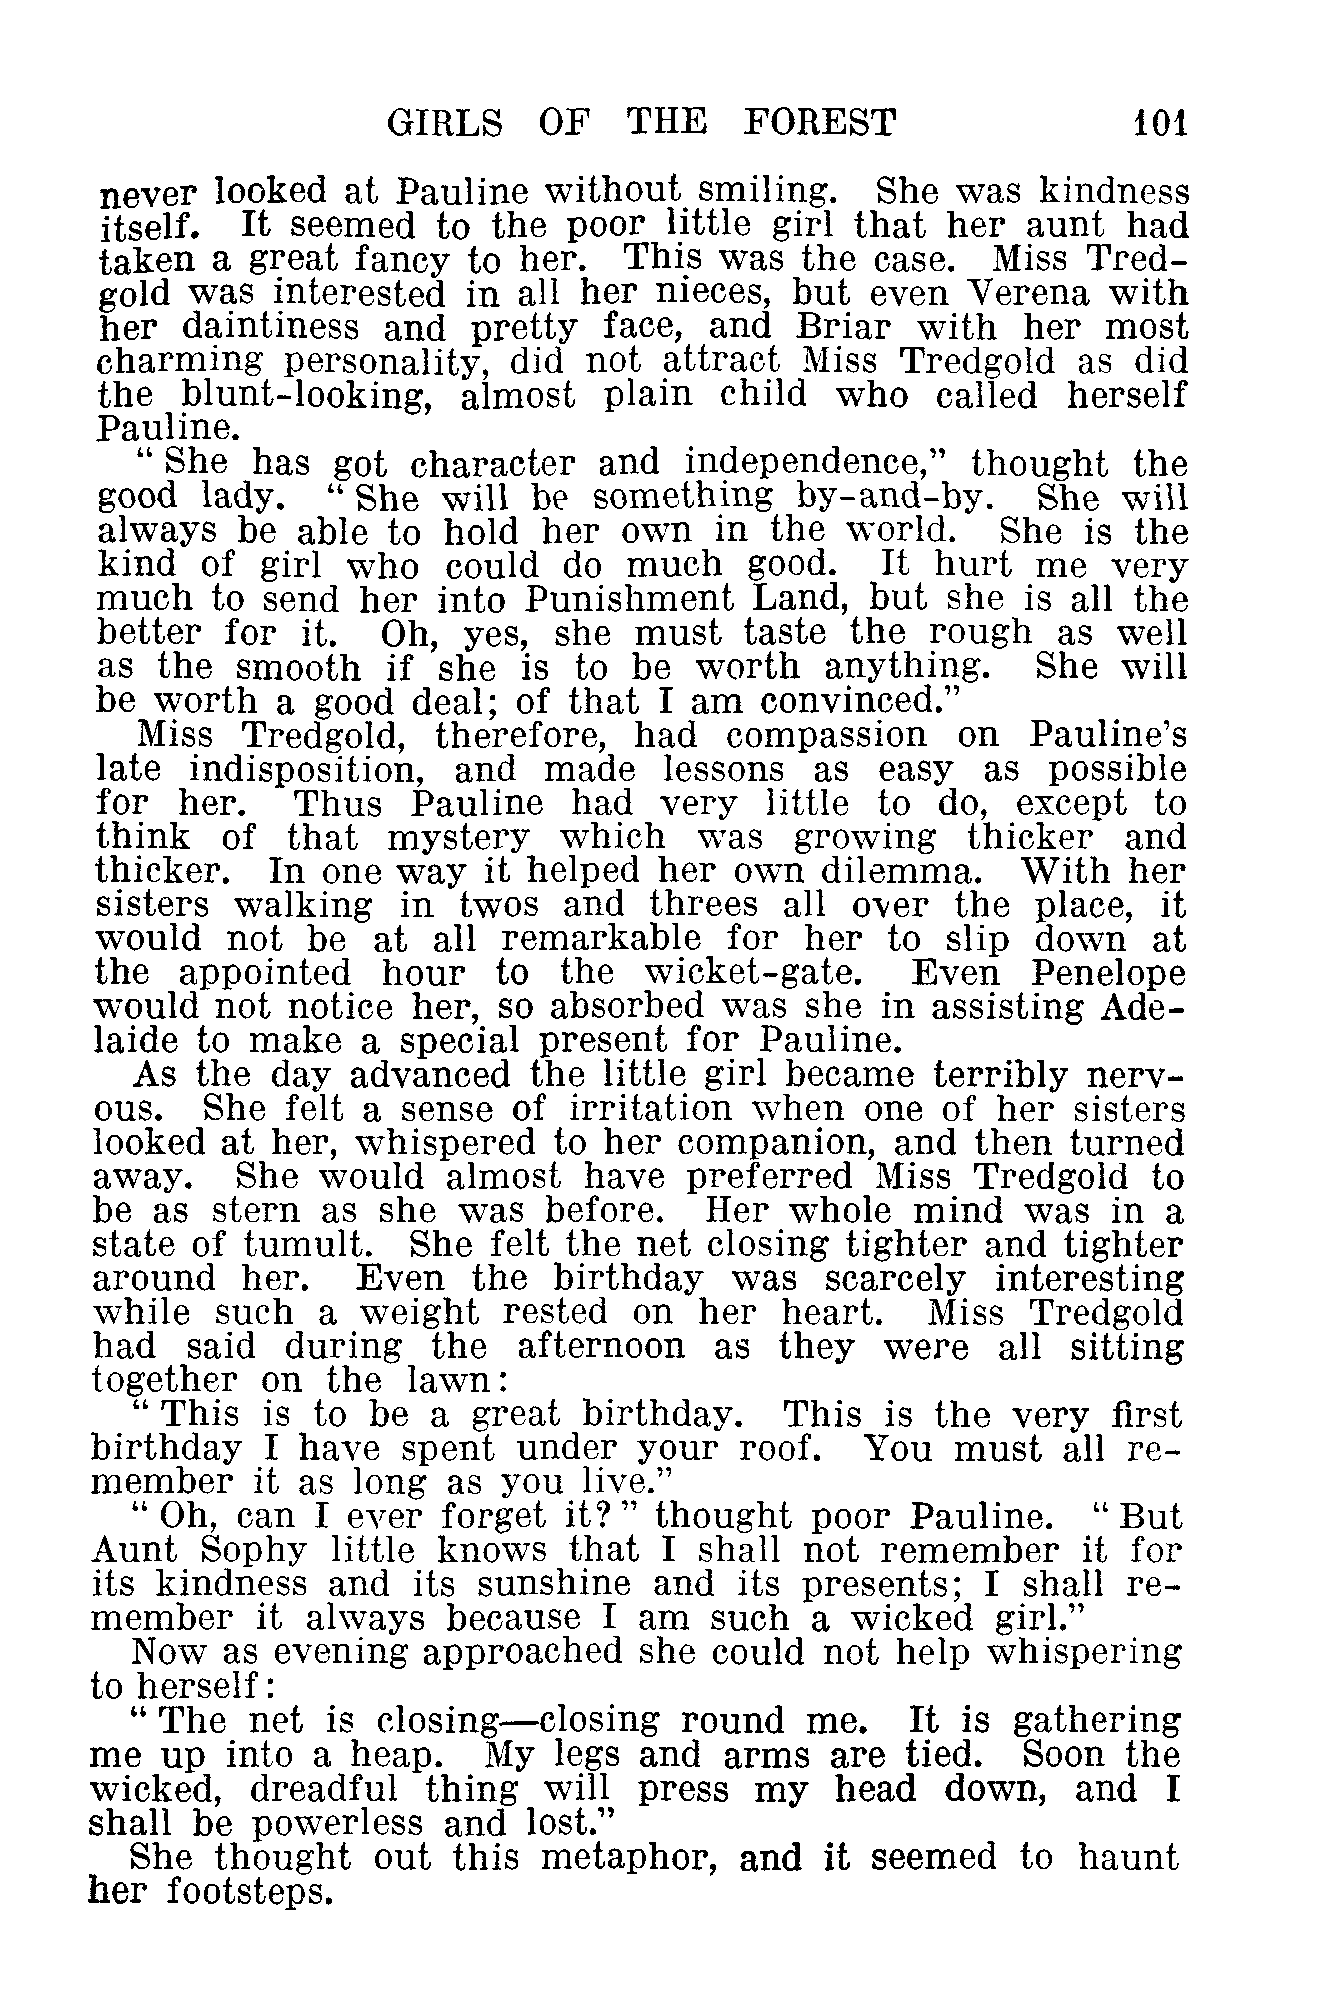 GIRLS OF THE FOREST 101
never looked at Pauline without smiling. She was kindness
itself. It seemed to the poor little girl that her aunt had
taken a great fancy to her. This was the case. Miss Tred-
gold was interested in all her nieces, but even Verena with
her daintiness and pretty face, and Briar with her most
charming personality, did not attract Miss Tredgold as did
the blunt-looking, almost plain child who called herself
Pauline.
“ She has got character and independence,” thought the
good lady. “ She will be something by-and-by. She will
always be able to hold her own in the world. She is the
kind of girl who could do much good. It hurt me very
much to send her into Punishment Land, but she is all the
better for it. Oh, yes, she must taste the rough as well
as the smooth if she is to be worth anything. She will
be worth a good deal; of that I am convinced.”
Miss Tredgold, therefore, had compassion on Pauline’s
late indisposition, and made lessons as easy as possible
for her. Thus Pauline had very little to do, except to
think of that mystery which was growing thicker and
thicker. In one way it helped her own dilemma. With her
sisters walking in twos and threes all over the place, it
would not be at all remarkable for her to slip down at
the appointed hour to the wicket-gate. Even Penelope
would not notice her, so absorbed was she in assisting Ade-
laide to make a special present for Pauline.
As the day advanced the little girl became terribly nerv-
ous. She felt a sense of irritation when one of her sisters
looked at her, whispered to her companion, and then turned
away. She would almost have preferred Miss Tredgold to
be as stern as she was before. Her whole mind was in a
state of tumult. She felt the net closing tighter and tighter
around her. Even the birthday was scarcely interesting
while such a weight rested on her heart. Miss Tredgold
had said during the afternoon as they were all sitting
together on the lawn:
“ This is to be a great birthday. This is the very first
birthday I have spent under your roof. You must all re-
member it as long as you live.”
“ Oh, can I ever forget it? ” thought poor Pauline. “ But
Aunt Sophy little knows that I shall not remember it for
its kindness and its sunshine and its presents; I shall re-
member it always because I am such a wicked girl.”
Now as evening approached she could not help whispering
to herself:
“ The net is closing—closing round me. It is gathering
me up into a heap. My legs and arms are tied. Soon the
wicked, dreadful thing will press my head down, and I
shall be powerless and lost.”
She thought out this metaphor, and it seemed to haunt
her footsteps.